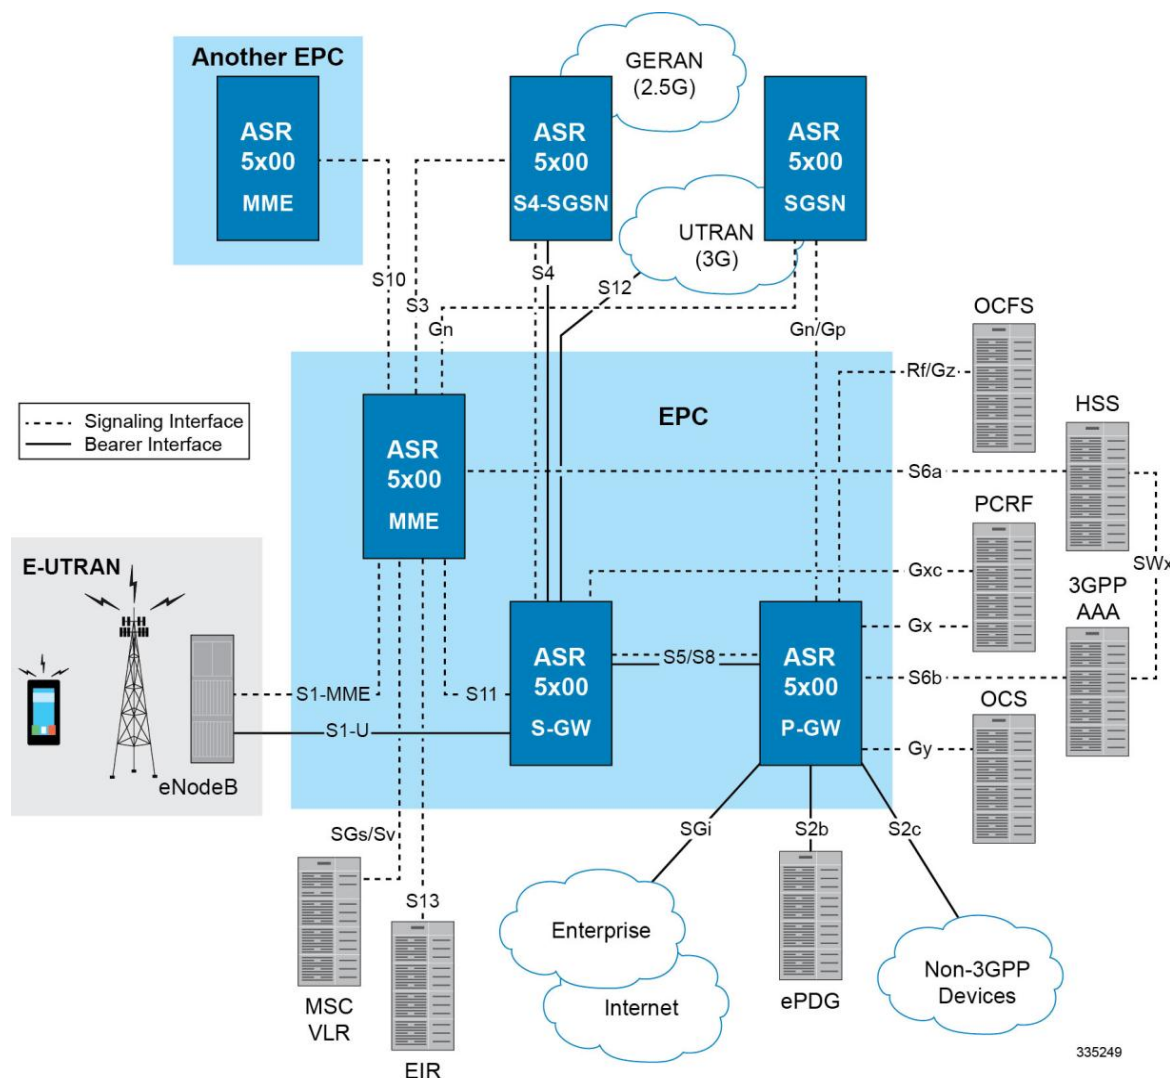 Another EPC
ASR
5x00
MME
ASR
5x00
S4-SGSN
GERAN
(2.5G)
ASR
5x00
SGSN
UTRAN
(3G)
S10
S3
Gn
S4
S12
Gn/Gp
OCFS
Rf/Gz
HSS
Signaling Interface
Bearer Interface
EPC
ASR
5x00
MME
S6a
PCRF
Gxc
SWx
3GPP
AAA
Gx
E-UTRAN
eNodeB
S1-MME
S1-U
S11
ASR
5x00
S-GW
S5/S8
ASR
5x00
P-GW
S6b
OCS
Gy
SGs/Sv
S13
SGi
S2b
S2c
MSC
VLR
EIR
Enterprise
Internet
ePDG
Non-3GPP
Devices
335249